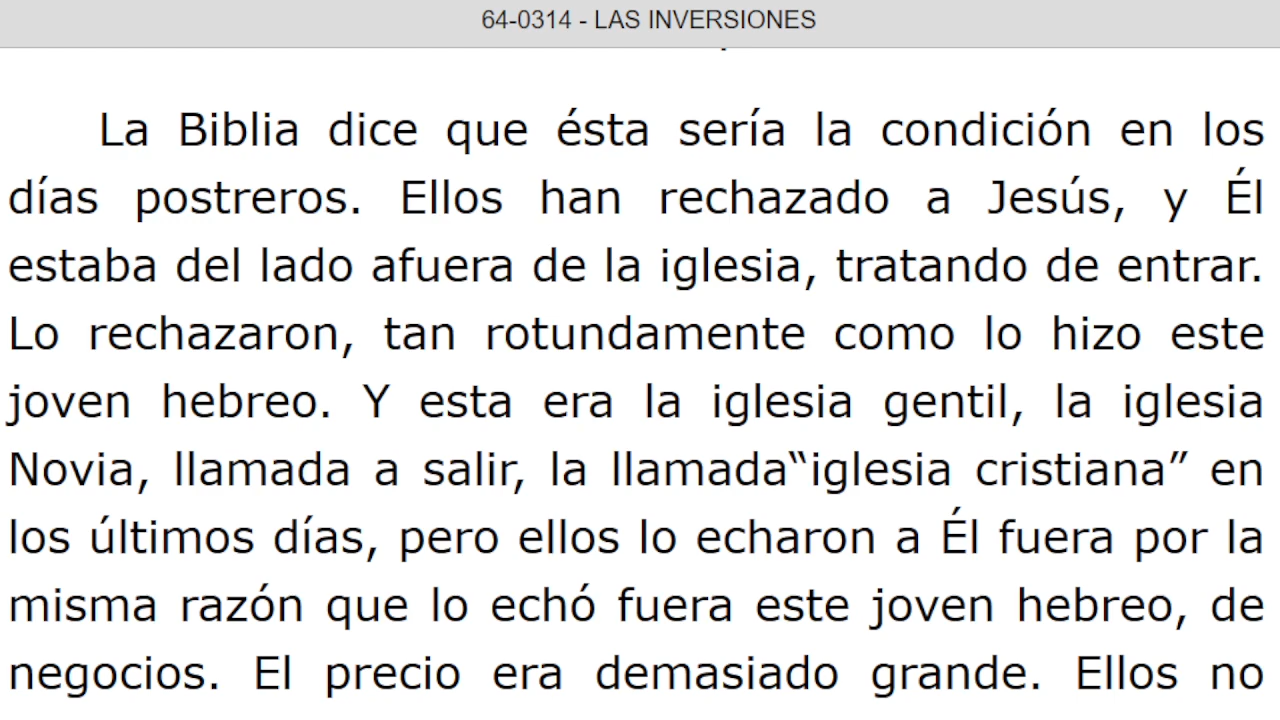 64-0314 - LAS INVERSIONES
La Biblia dice que ésta sería la condición en los
días postreros. Ellos han rechazado a Jesús, y Él
estaba del lado afuera de la iglesia, tratando de entrar.
Lo rechazaron, tan rotundamente como lo hizo este
joven hebreo. Y esta era la iglesia gentil, la iglesia
Novia, llamada a salir, la llamada“iglesia cristiana” en
los últimos días, pero ellos lo echaron a Él fuera por la
misma razón que lo echó fuera este joven hebreo, de
negocios. El precio era demasiado grande. Ellos no